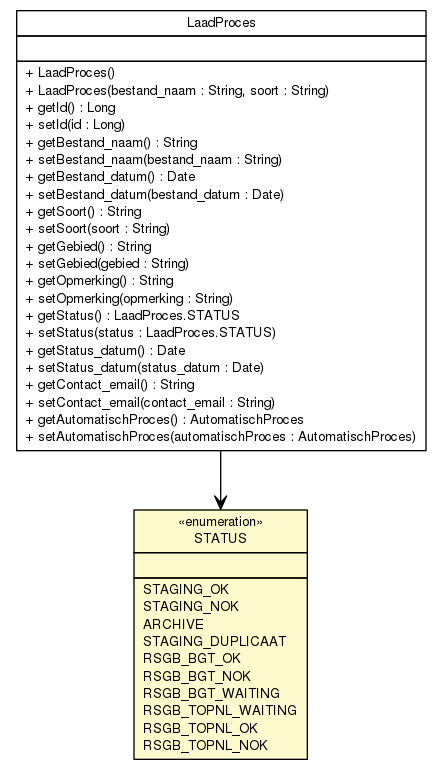 LaadProces
+ LaadProces()
+ LaadProces(bestand_naam : String, soort : String)
+ getId() : Long
+ setId(id : Long)
+ getBestand_naam() : String
+ setBestand_naam(bestand_naam : String)
+ getBestand_datum() : Date
+ setBestand_datum(bestand_datum : Date)
+ getSoort() : String
+ setSoort(soort : String)
+ getGebied() : String
+ setGebied(gebied : String)
+ getOpmerking() : String
+ setOpmerking(opmerking : String)
+ getStatus() : LaadProces.STATUS
+ setStatus(status : LaadProces.STATUS)
+ getStatus_datum() : Date
+ setStatus_datum(status_datum : Date)
+ getContact_email() : String
+ setContact_email(contact_email : String)
+ getAutomatischProces() : AutomatischProces
+ setAutomatischProces(automatischProces : AutomatischProces)
«enumeration»
STATUS
STAGING_OK
STAGING_NOK
ARCHIVE
STAGING_DUPLICAAT
RSGB_BGT_OK
RSGB_BGT_NOK
RSGB_BGT_WAITING
RSGB_TOPNL_WAITING
RSGB_TOPNL_OK
RSGB_TOPNL_NOK